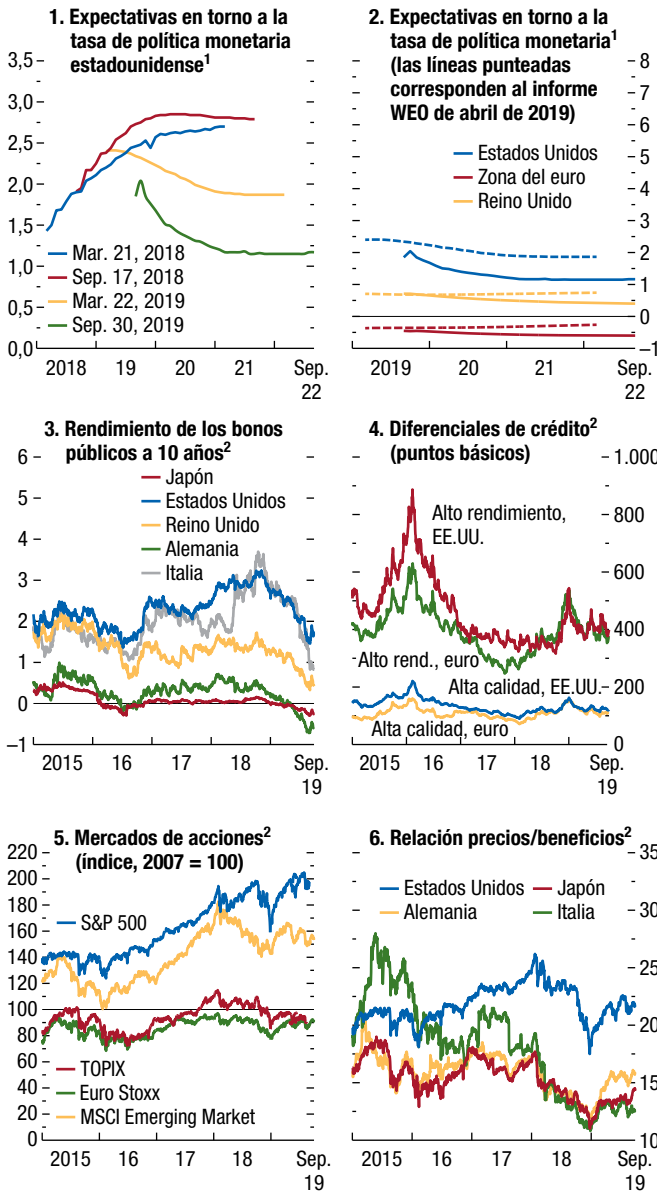 1. Expectativas en torno a la
tasa de política monetaria
estadounidense¹
3,5
3,0
2,5
2,0
1,5
1,0
0,5
0,0
Mar. 21, 2018
Sep. 17, 2018
Mar. 22, 2019
Sep. 30, 2019
2018
19
20
21
Sep.
22
2. Expectativas en torno a la
tasa de política monetaria¹
(las líneas punteadas
corresponden al informe
WEO de abril de 2019)
Estados Unidos
Zona del euro
Reino Unido
8
7
6
5
4
3
2
1
0
–1
2019
20
21
Sep.
22
3. Rendimiento de los bonos
públicos a 10 años²
6
5
4
3
2
1
0
–1
Japón
Estados Unidos
Reino Unido
Alemania
Italia
2015
16
17
18
Sep.
19
4. Diferenciales de crédito²
(puntos básicos)
1.000
800
600
400
200
0
Alto rendimiento,
EE.UU.
Alto rend., euro
Alta calidad, EE.UU.
Alta calidad, euro
2015
16
17
18
Sep.
19
5. Mercados de acciones²
(índice, 2007 = 100)
220
200
180
160
140
120
100
80
60
40
20
0
S&P 500
TOPIX
Euro Stoxx
MSCI Emerging Market
2015
16
17
18
Sep.
19
6. Relación precios/beneficios²
Estados Unidos
Japón
Alemania
Italia
35
30
25
20
15
10
2015
16
17
18
Sep.
19